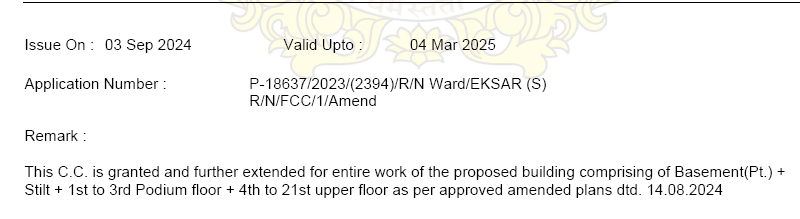 Issue On : 03 Sep 2024 Valid Upto : 04 Mar 2025
Application Number : P-18637/2023/(2394)/R/N Ward/EKSAR (S)
R/N/FCC/1/Amend
Remark :
This C.C. is granted and further extended for entire work of the proposed building comprising of Basement(Pt.) +
Stilt + 1st to 3rd Podium floor + 4th to 21st upper floor as per approved amended plans dtd. 14.08.2024